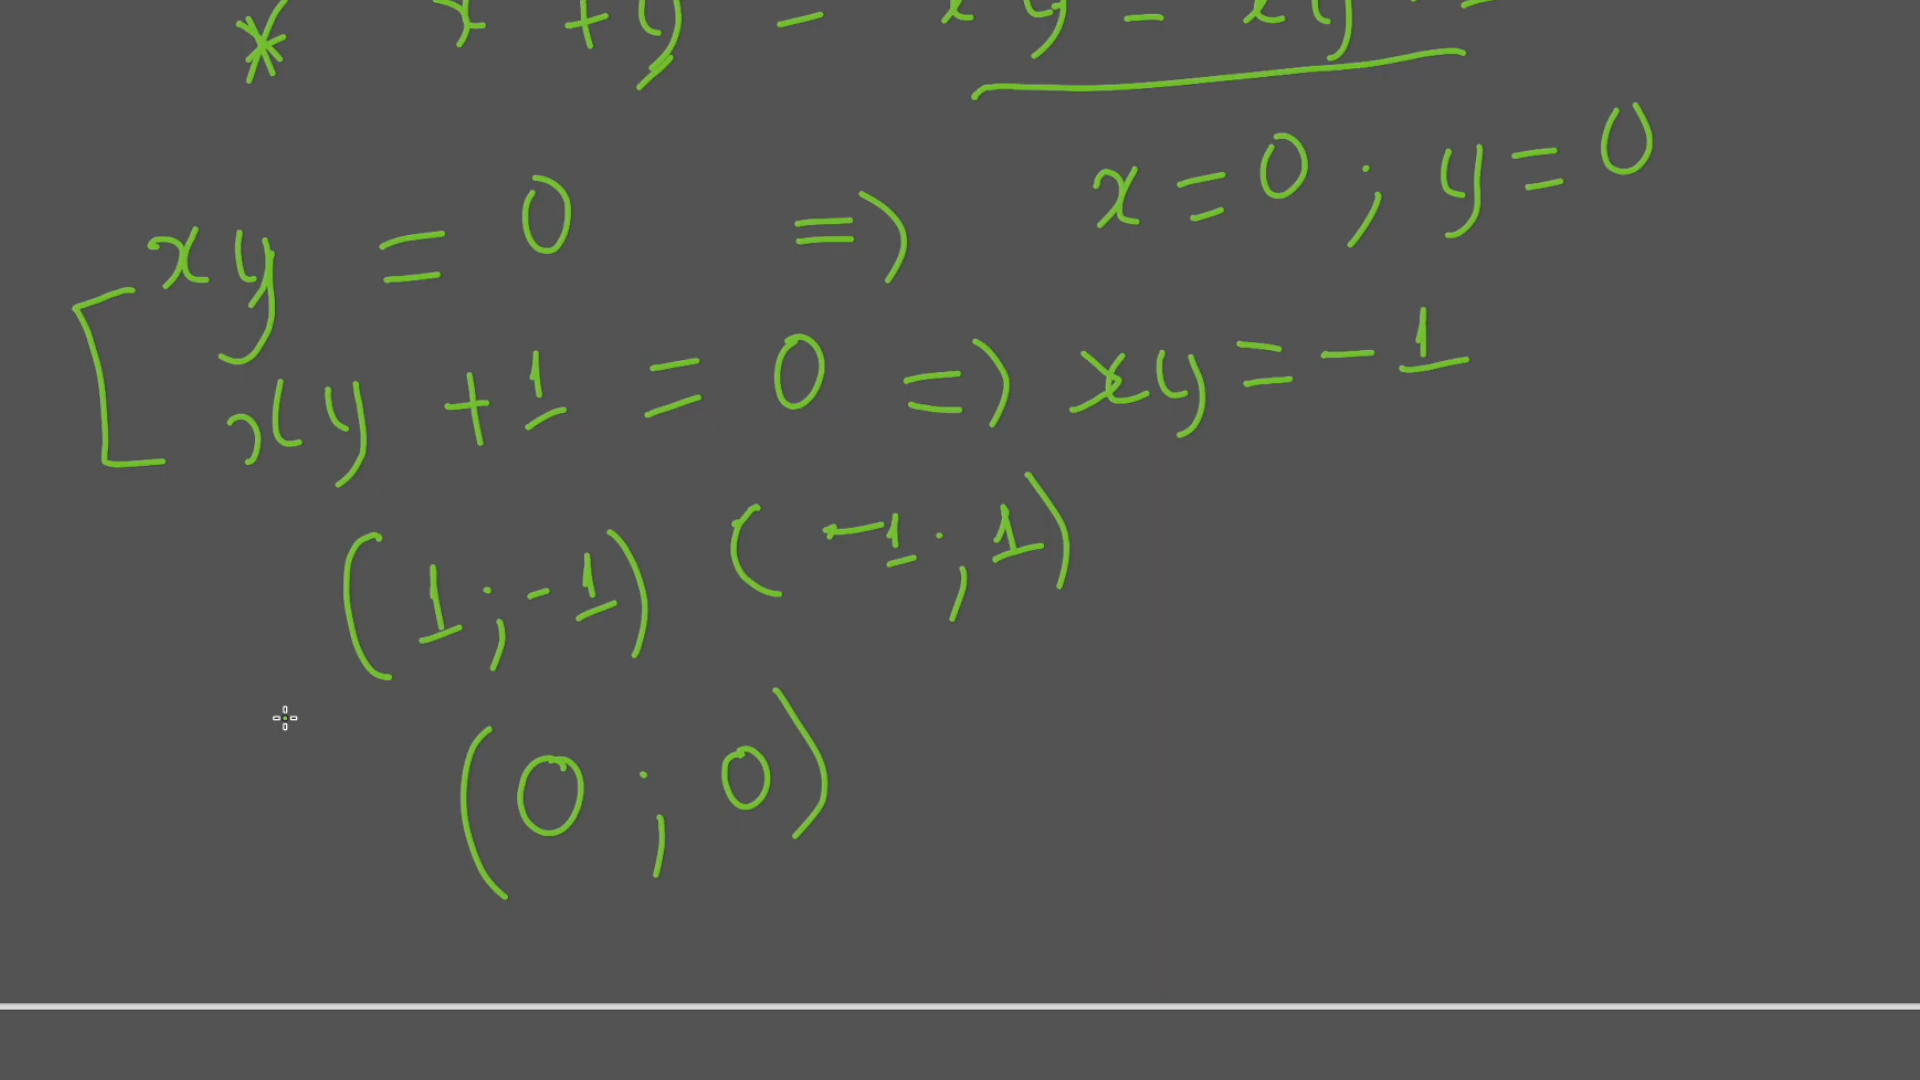 xy = 0 => x = 0 ; y = 0
xy + 1 = 0 => xy = - 1
(1 ; -1) (-1 ; 1)
(0 ; 0)